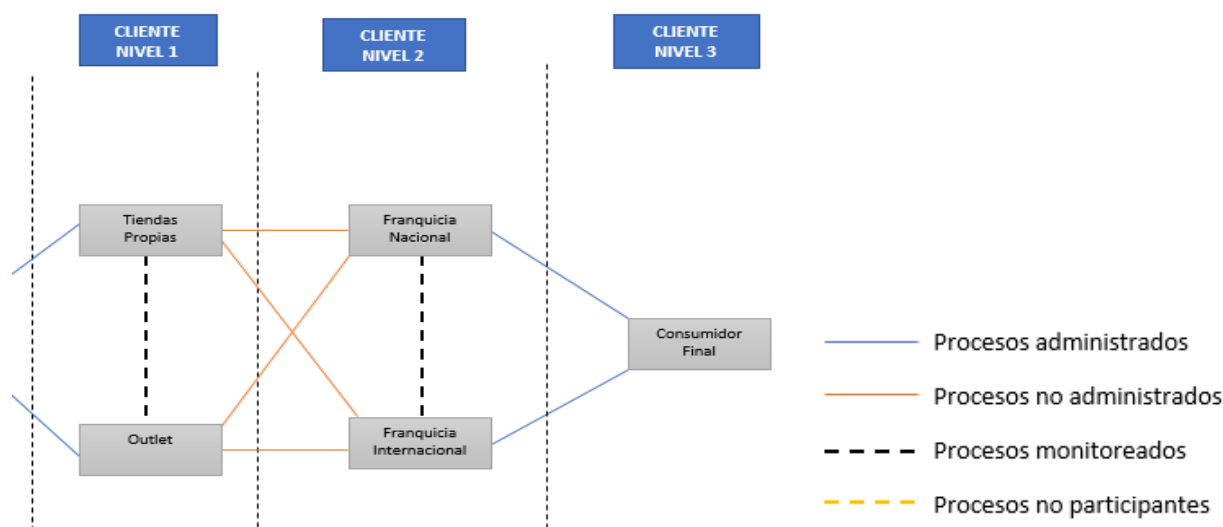 CLIENTE
NIVEL 1
CLIENTE
NIVEL 2
CLIENTE
NIVEL 3
Tiendas
Propias
Franquicia
Nacional
Consumidor
Final
Outlet
Franquicia
Internacional
Procesos administrados
Procesos no administrados
Procesos monitoreados
Procesos no participantes